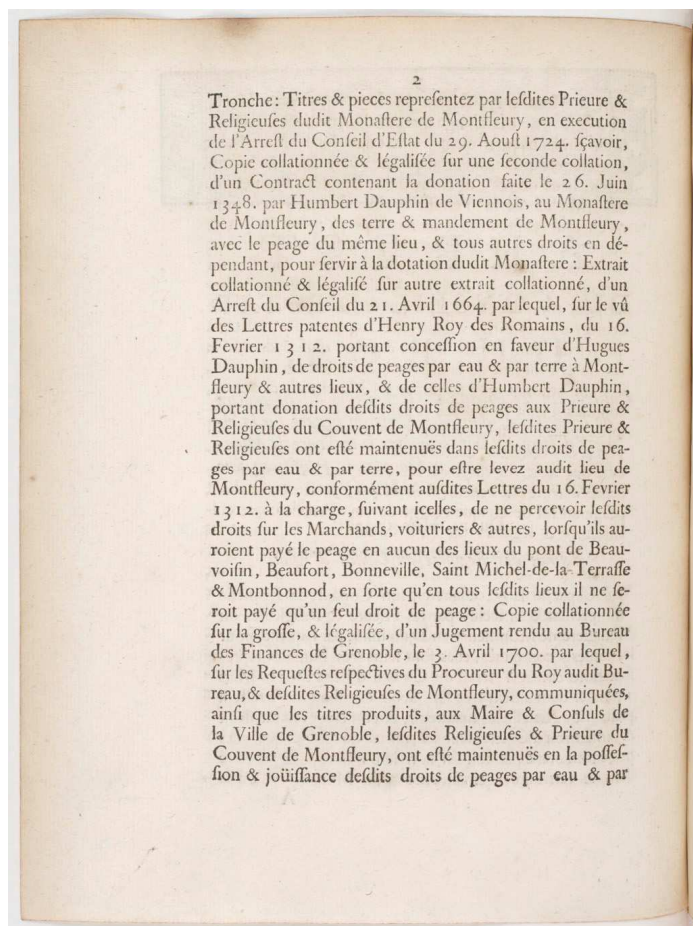 2
Tronche: Titres & pieces repreſentez par leſdites Prieure &
Religieuſes dudit Monaſtere de Montfleury, en execution
de l'Arreſt du Conſeil d'Eſtat du 29. Aouſt 1724. ſçavoir,
Copie collationnée & légaliſée ſur une ſeconde collation,
d'un Contract contenant la donation faite le 26. Juin
1348. par Humbert Dauphin de Viennois, au Monaſtere
de Montfleury, des terre & mandement de Montfleury,
avec le peage du même lieu, & tous autres droits en dé-
pendant, pour ſervir à la dotation dudit Monaſtere: Extrait
collationné & légaliſé ſur autre extrait collationné, d'un
Arreſt du Conſeil du 21. Avril 1664. par lequel, ſur le vû
des Lettres patentes d'Henry Roy des Romains, du 16.
Fevrier 1312. portant conceſſion en faveur d'Hugues
Dauphin, de droits de peages par eau & par terre à Mont-
fleury & autres lieux, & de celles d'Humbert Dauphin,
portant donation deſdits droits de peages aux Prieure &
Religieuſes du Couvent de Montfleury, leſdites Prieure &
Religieuſes ont eſté maintenuës dans leſdits droits de pea-
ges par eau & par terre, pour eſtre levez audit lieu de
Montfleury, conformément auſdites Lettres du 16. Fevrier
1312. à la charge, ſuivant icelles, de ne percevoir leſdits
droits ſur les Marchands, voituriers & autres, lorſqu'ils au-
roient payé le peage en aucun des lieux du pont de Beau-
voiſin, Beaufort, Bonneville, Saint Michel-de-la-Terraſſe
& Montbonnod, en ſorte qu'en tous leſdits lieux il ne ſe-
roit payé qu'un ſeul droit de peage: Copie collationnée
ſur la groſſe, & légaliſée, d'un Jugement rendu au Bureau
des Finances de Grenoble, le 3. Avril 1700. par lequel,
ſur les Requeſtes reſpectives du Procureur du Roy audit Bu-
reau, & deſdites Religieuſes de Montfleury, communiquées,
ainſi que les titres produits, aux Maire & Conſuls de
la Ville de Grenoble, leſdites Religieuſes & Prieure du
Couvent de Montfleury, ont eſté maintenuës en la poſſeſ-
ſion & joüiſſance deſdits droits de peages par eau & par